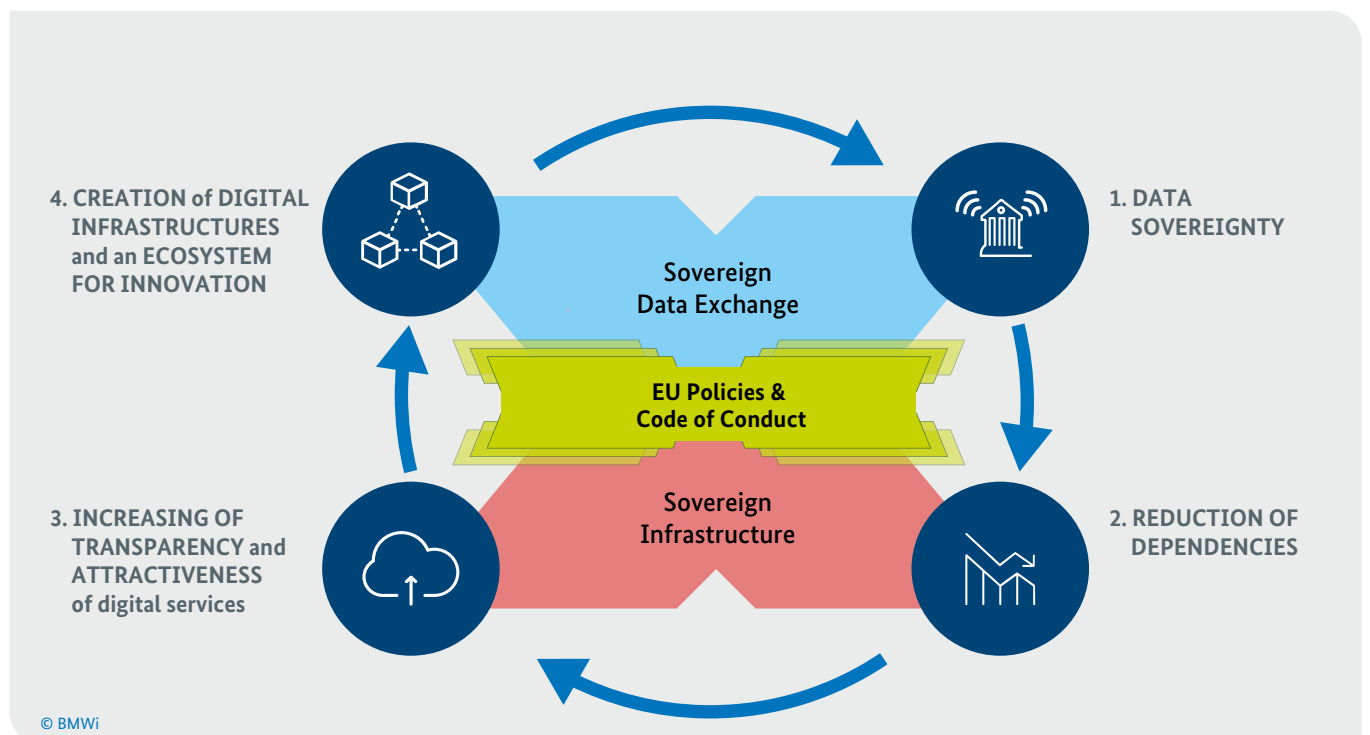 4. CREATION of DIGITAL
INFRASTRUCTURES
and an ECOSYSTEM
FOR INNOVATION
1. DATA
SOVEREIGNTY
Sovereign
Data Exchange
EU Policies &
Code of Conduct
Sovereign
Infrastructure
3. INCREASING OF
TRANSPARENCY and
ATTRACTIVENESS
of digital services
2. REDUCTION OF
DEPENDENCIES
© BMWi